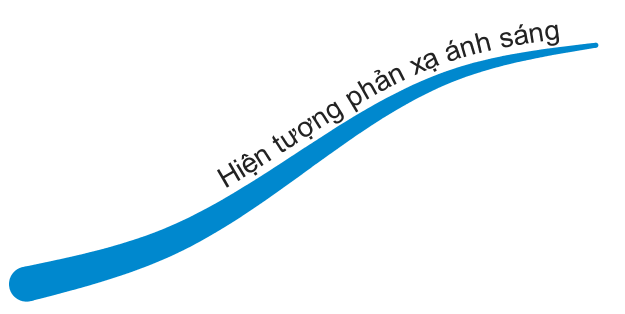 Hiện tượng phản xạ ánh sáng